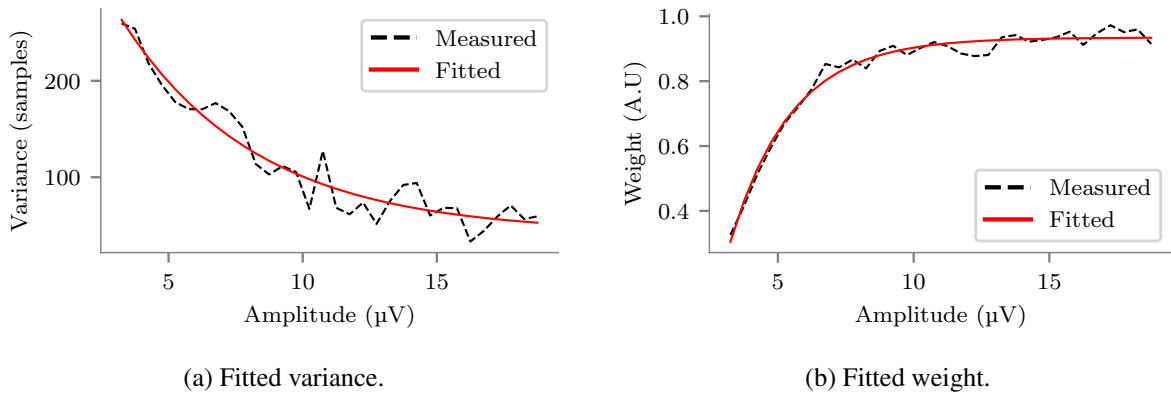 Variance (samples)
200
100
Measured
Fitted
5
10
15
Amplitude (µV)
(a) Fitted variance.
Weight (A.U)
1.0
0.8
0.6
0.4
Measured
Fitted
5
10
15
Amplitude (µV)
(b) Fitted weight.